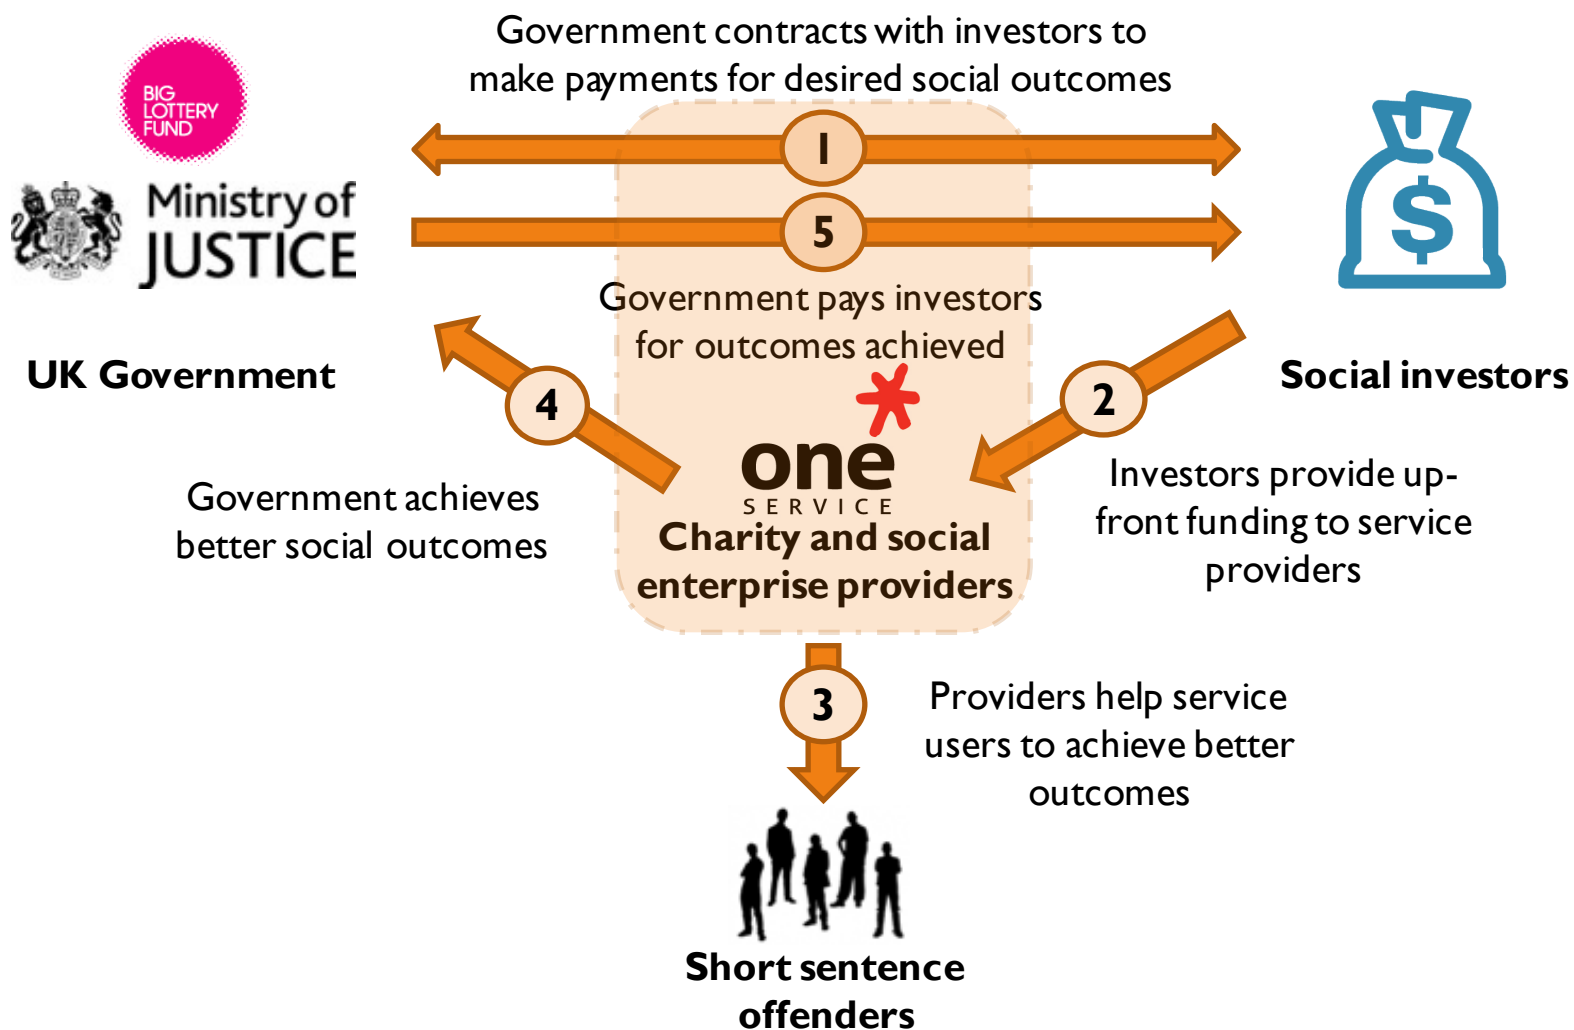 Government contracts with investors to
make payments for desired social outcomes
BIG
LOTTERY
FUND
1
Ministry of
JUSTICE
5
$
Government pays investors
for outcomes achieved
UK Government
Social investors
4
2
one
SERVICE
Government achieves
better social outcomes
Investors provide up-
front funding to service
providers
Charity and social
enterprise providers
3
Providers help service
users to achieve better
outcomes
Short sentence
offenders